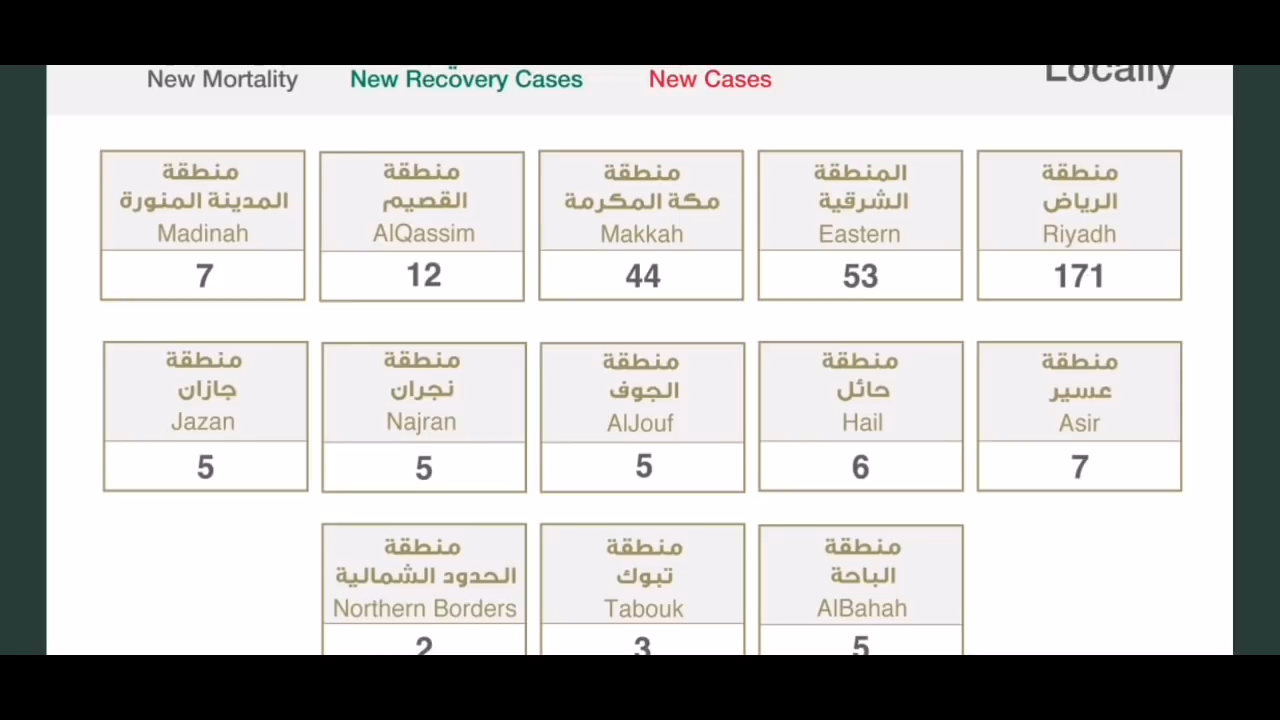 New Mortality
New Recovery Cases
New Cases
Locally
منطقة
المدينة المنورة
Madinah
7
منطقة
القصيم
AlQassim
12
منطقة
مكة المكرمة
Makkah
44
المنطقة
الشرقية
Eastern
53
منطقة
الرياض
Riyadh
171
منطقة
جازان
Jazan
5
منطقة
نجران
Najran
5
منطقة
الجوف
AlJouf
5
منطقة
حائل
Hail
6
منطقة
عسير
Asir
7
منطقة
الحدود الشمالية
Northern Borders
2
منطقة
تبوك
Tabouk
3
منطقة
الباحة
AlBahah
5